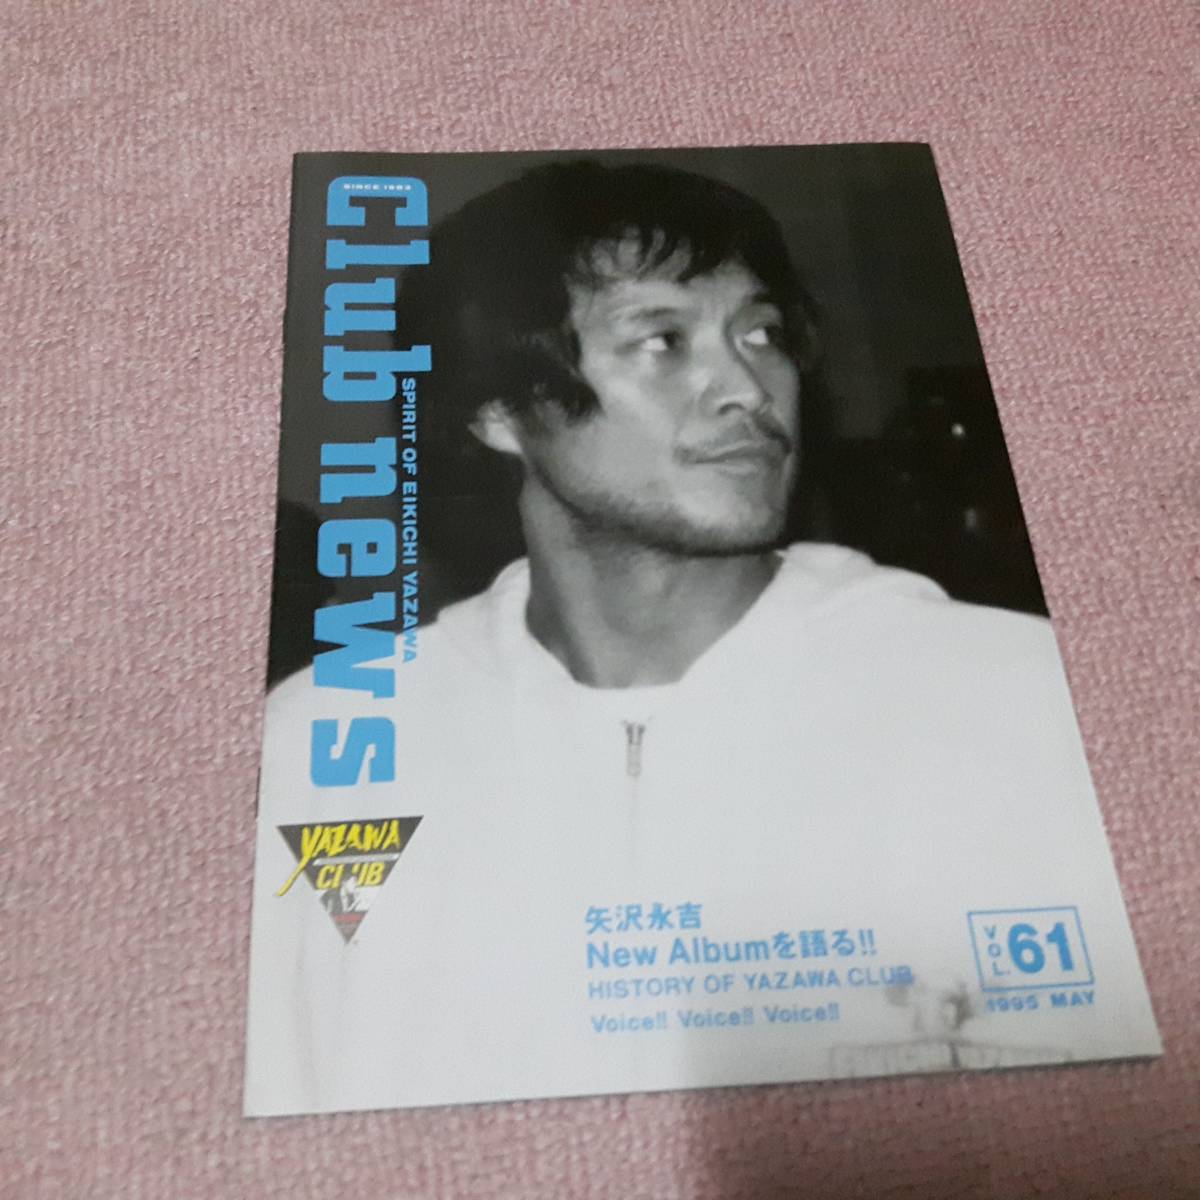 SINCE 1983
Club news
SPIRIT OF EIKICHI YAZAWA
YAZAWA
CLUB
矢沢永吉
New Albumを語る!!
HISTORY OF YAZAWA CLUB
Voice!! Voice!! Voice!!
VOL. 61
1995 MAY